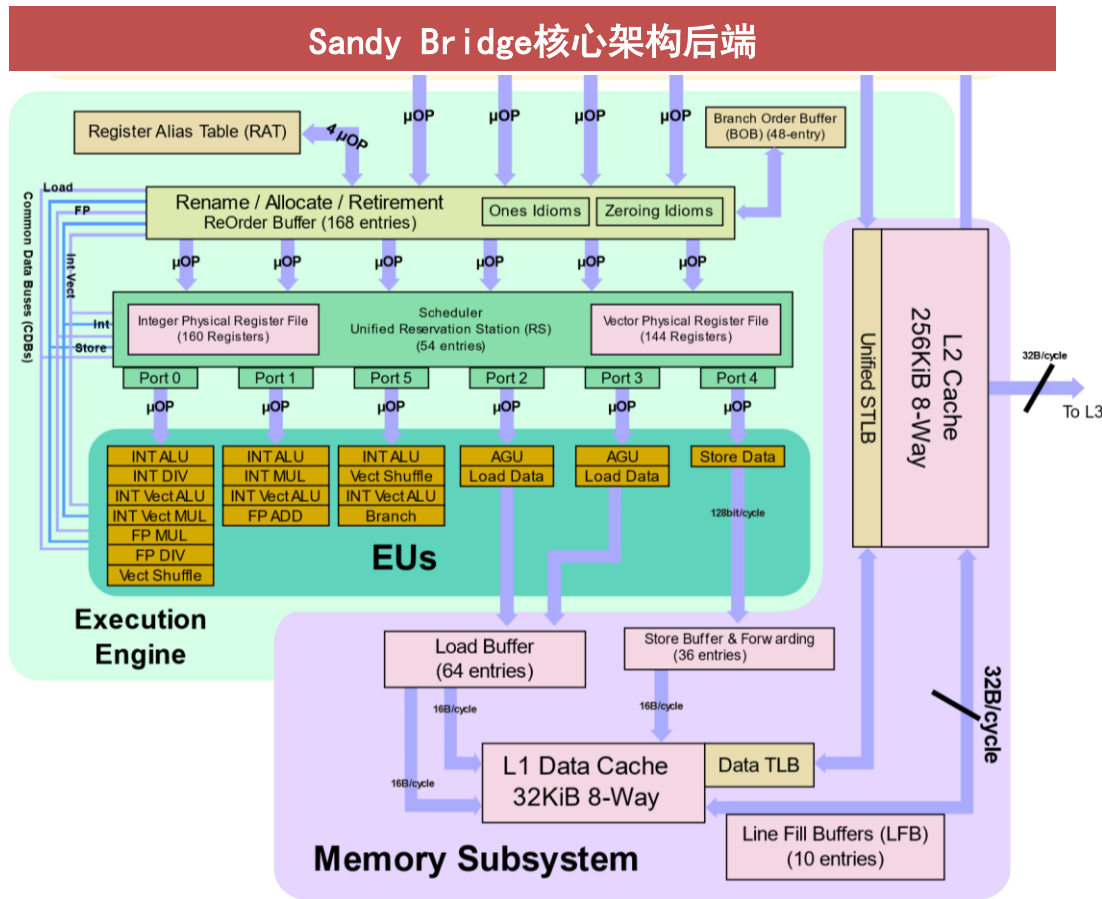 Sandy Bridge核心架构后端
Register Alias Table (RAT)
4 µOP
µOP
µOP
µOP
µOP
Branch Order Buffer
(BOB) (48-entry)
Load
FP
Common Data Buses (CDBs)
Int Vect
Int
Store
Rename / Allocate / Retirement
ReOrder Buffer (168 entries)
Ones Idioms
Zeroing Idioms
µOP
µOP
µOP
µOP
µOP
µOP
Integer Physical Register File
(160 Registers)
Scheduler
Unified Reservation Station (RS)
(54 entries)
Vector Physical Register File
(144 Registers)
Port 0
Port 1
Port 5
Port 2
Port 3
Port 4
µOP
µOP
µOP
µOP
µOP
µOP
INT ALU
INT DIV
INT Vect ALU
INT Vect MUL
FP MUL
FP DIV
Vect Shuffle
INT ALU
INT MUL
INT Vect ALU
FP ADD
INT ALU
Vect Shuffle
INT Vect ALU
Branch
AGU
Load Data
AGU
Load Data
Store Data
128bit/cycle
EUs
Execution
Engine
Unified STLB
L2 Cache
256KiB 8-Way
32B/cycle
To L3
Load Buffer
(64 entries)
Store Buffer & Forwarding
(36 entries)
16B/cycle
16B/cycle
16B/cycle
32B/cycle
L1 Data Cache
32KiB 8-Way
Data TLB
Line Fill Buffers (LFB)
(10 entries)
Memory Subsystem